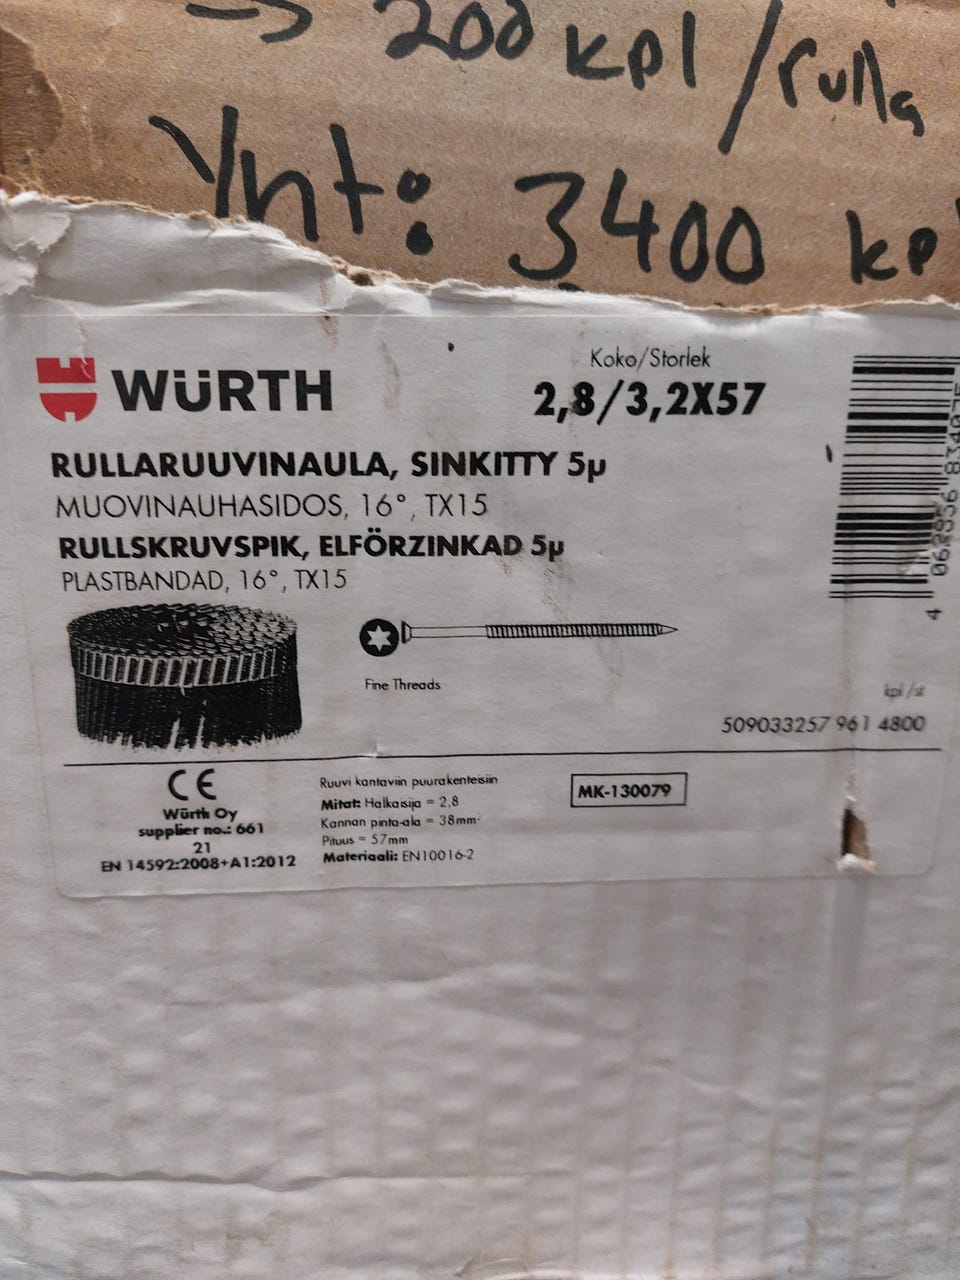 → 200 kpl/rulla
Yht: 3400 kp
WÜRTH
Koko/Storlek
2,8/3,2X57
RULLARUUVINAULA, SINKITTY 5µ
MUOVINAUHASIDOS, 16°, TX15
RULLSKRUVSPIK, ELFÖRZINKAD 5µ
PLASTBANDAD, 16°, TX15
Fine Threads
kpl/st
509033257 961 4800
CE
Würth Oy
supplier no.: 661
21
EN 14592:2008+A1:2012
Ruuvi kantaviin puurakenteisiin
Mitat: Halkaisija = 2,8
Kannan pinta-ala = 38mm²
Pituus = 57mm
Materiaali: EN10016-2
MK-130079